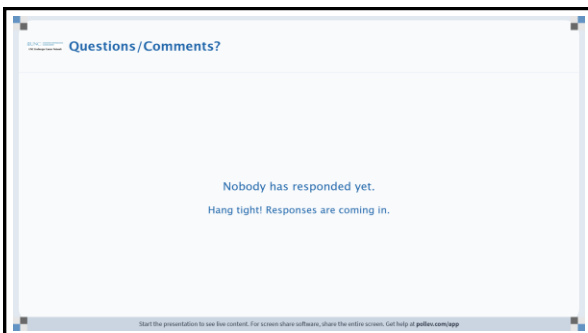 Questions/Comments?
Nobody has responded yet.
Hang tight! Responses are coming in.
Start the presentation to see live content. For screen share software, share the entire screen. Get help at pollev.com/app